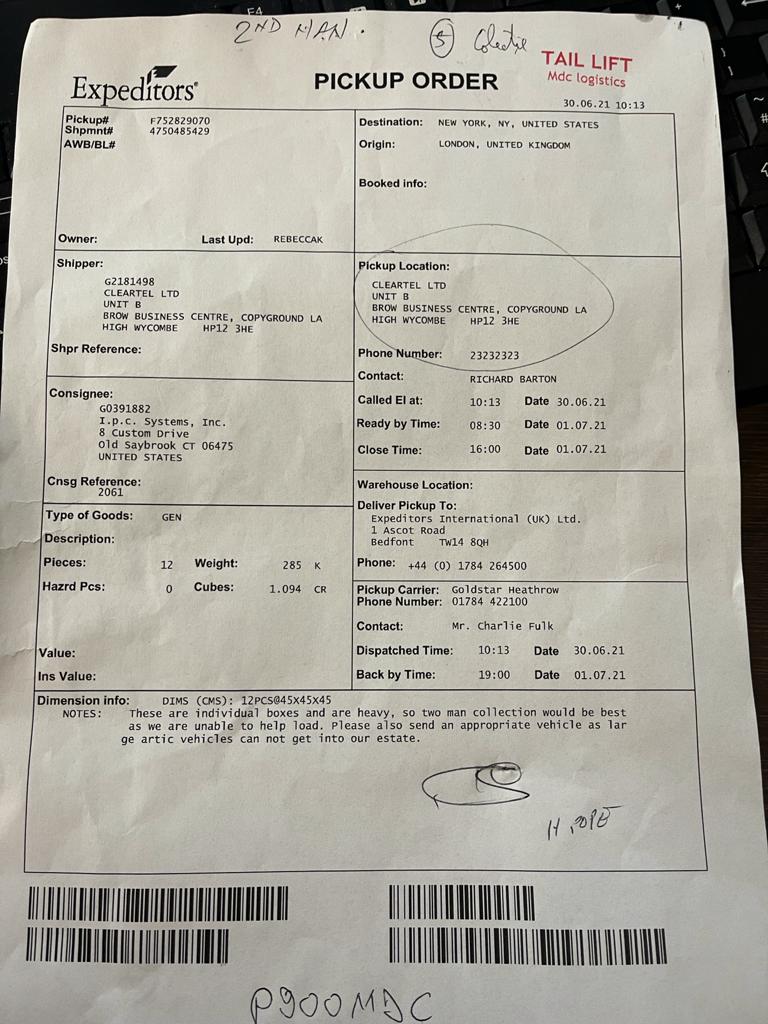 F4
2ND MAN.
5
TAIL LIFT
Mdc logistics
Expeditors®
PICKUP ORDER
30.06.21 10:13
Pickup# F752829070
Shpmnt# 4750485429
AWB/BL#
Destination: NEW YORK, NY, UNITED STATES
Origin: LONDON, UNITED KINGDOM
Booked info:
Owner: Last Upd: REBECCAK
Shipper:
G2181498
CLEARTEL LTD
UNIT B
BROW BUSINESS CENTRE, COPYGROUND LA
HIGH WYCOMBE HP12 3HE
Shpr Reference:
Pickup Location:
CLEARTEL LTD
UNIT B
BROW BUSINESS CENTRE, COPYGROUND LA
HIGH WYCOMBE HP12 3HE
Phone Number: 23232323
Contact: RICHARD BARTON
Called EI at: 10:13 Date 30.06.21
Ready by Time: 08:30 Date 01.07.21
Close Time: 16:00 Date 01.07.21
Consignee:
G0391882
I.p.c. Systems, Inc.
8 Custom Drive
Old Saybrook CT 06475
UNITED STATES
Cnsg Reference:
2061
Warehouse Location:
Deliver Pickup To:
Expeditors International (UK) Ltd.
1 Ascot Road
Bedfont TW14 8QH
Phone: +44 (0) 1784 264500
Type of Goods: GEN
Description:
Pieces: 12 Weight: 285 K
Hazrd Pcs: 0 Cubes: 1.094 CR
Value:
Ins Value:
Pickup Carrier: Goldstar Heathrow
Phone Number: 01784 422100
Contact: Mr. Charlie Fulk
Dispatched Time: 10:13 Date 30.06.21
Back by Time: 19:00 Date 01.07.21
Dimension info: DIMS (CMS): 12PCS@45X45X45
NOTES: These are individual boxes and are heavy, so two man collection would be best
as we are unable to help load. Please also send an appropriate vehicle as lar
ge artic vehicles can not get into our estate.
H.POPE
P900MDC